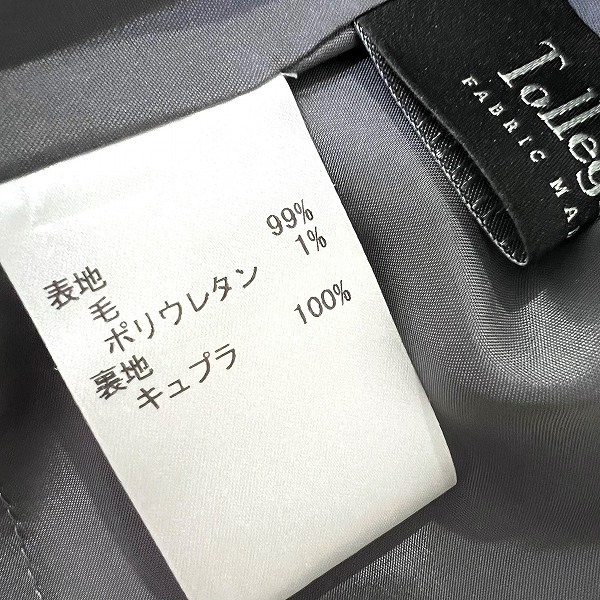 表地
毛 99%
ポリウレタン 1%
裏地
キュプラ 100%
Tolleg
FABRIC MA